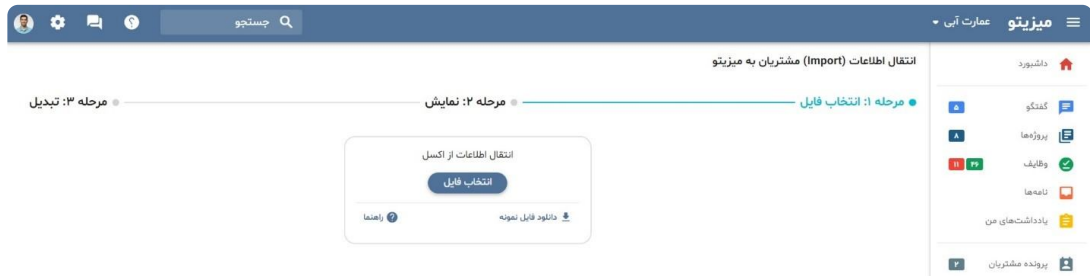 میزیتو عمارت آبی جستجو
انتقال اطلاعات (Import) مشتریان به میزیتو
مرحله ۱: انتخاب فایل
مرحله ۲: نمایش
مرحله ۳: تبدیل
انتقال اطلاعات از اکسل
انتخاب فایل
دانلود فایل نمونه
راهنما
داشبورد
گفتگو ۵
پروژه‌ها ۸
وظایف ۴۶ ۱۱
نامه‌ها
یادداشت‌های من
پرونده مشتریان ۲